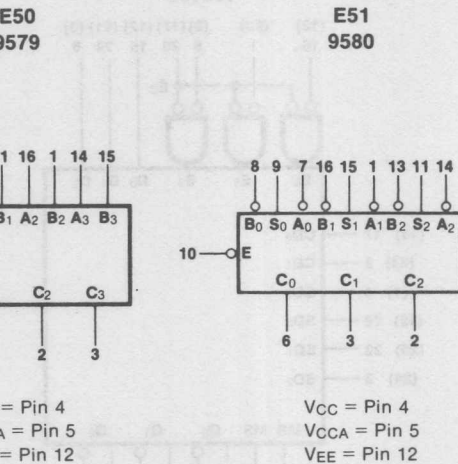 E50
9579
1 16 1 14 15
B1 A2 B2 A3 B3
C2 C3
2 3
= Pin 4
A = Pin 5
= Pin 12
E51
9580
8 9 7 16 15 1 13 11 14
B0 S0 A0 B1 S1 A1 B2 S2 A2
10 E
C0 C1 C2
6 3 2
VCC = Pin 4
VCCA = Pin 5
VEE = Pin 12